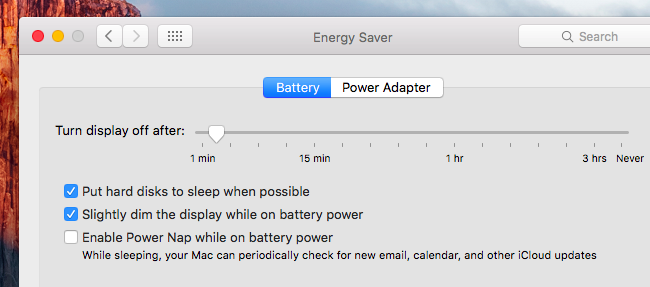 Energy Saver
Search
Battery
Power Adapter
Turn display off after:
1 min 15 min 1 hr 3 hrs Never
Put hard disks to sleep when possible
Slightly dim the display while on battery power
Enable Power Nap while on battery power
While sleeping, your Mac can periodically check for new email, calendar, and other iCloud updates